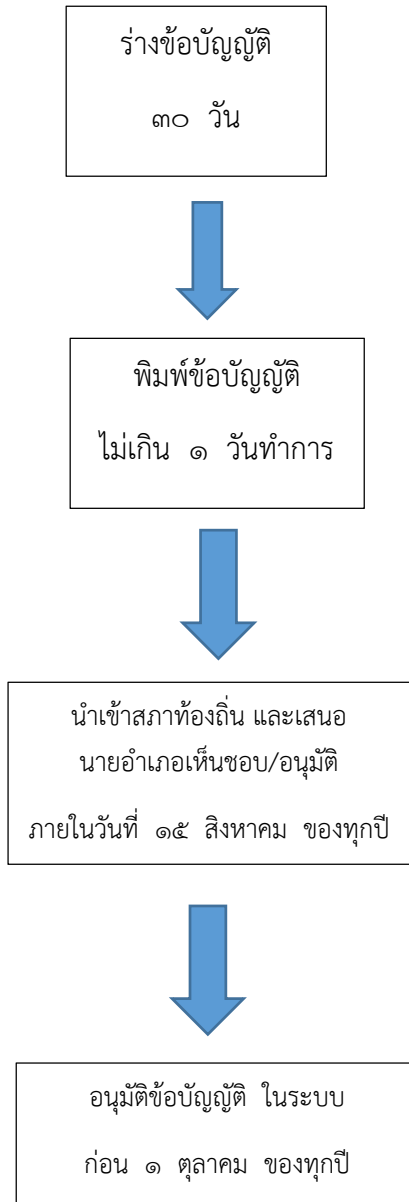 ร่างข้อบัญญัติ
๓๐ วัน
พิมพ์ข้อบัญญัติ
ไม่เกิน ๑ วันทำการ
นำเข้าสภาท้องถิ่น และเสนอ
นายอำเภอเห็นชอบ/อนุมัติ
ภายในวันที่ ๑๕ สิงหาคม ของทุกปี
อนุมัติข้อบัญญัติ ในระบบ
ก่อน ๑ ตุลาคม ของทุกปี